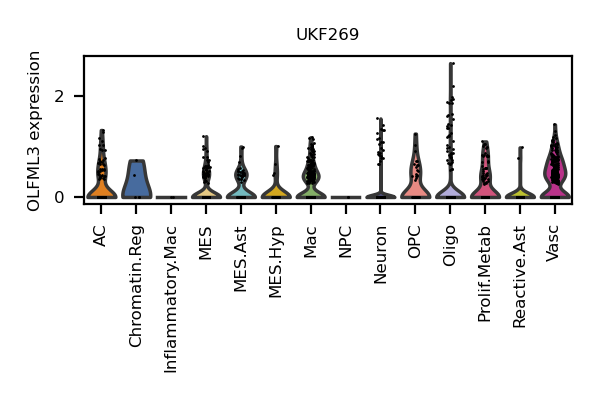 UKF269
OLFML3 expression
2
0
AC
Chromatin.Reg
Inflammatory.Mac
MES
MES.Ast
MES.Hyp
Mac
NPC
Neuron
OPC
Oligo
Prolif.Metab
Reactive.Ast
Vasc